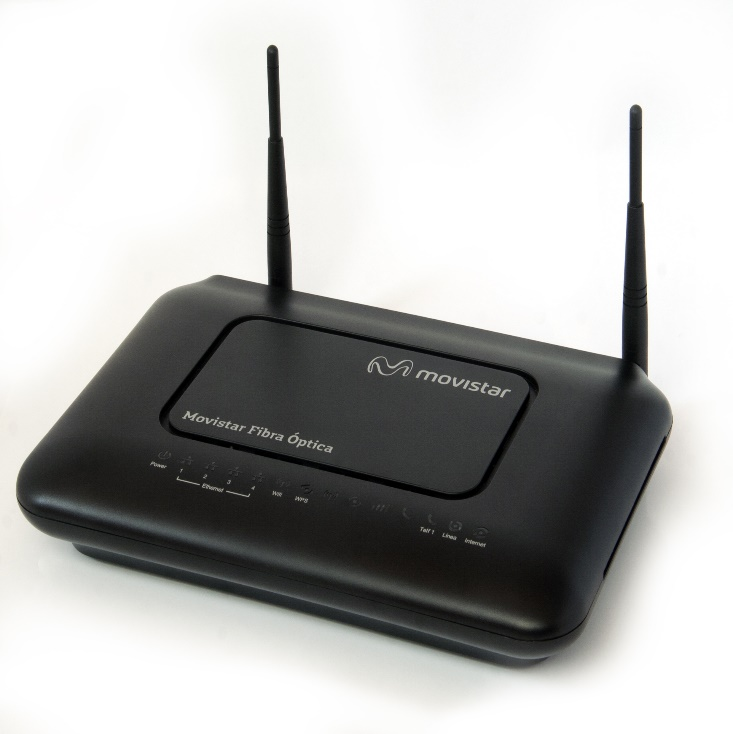 movistar
Movistar Fibra Óptica
Power 1 2 3 4 Wifi WPS Telf 1 Línea Internet
Ethernet